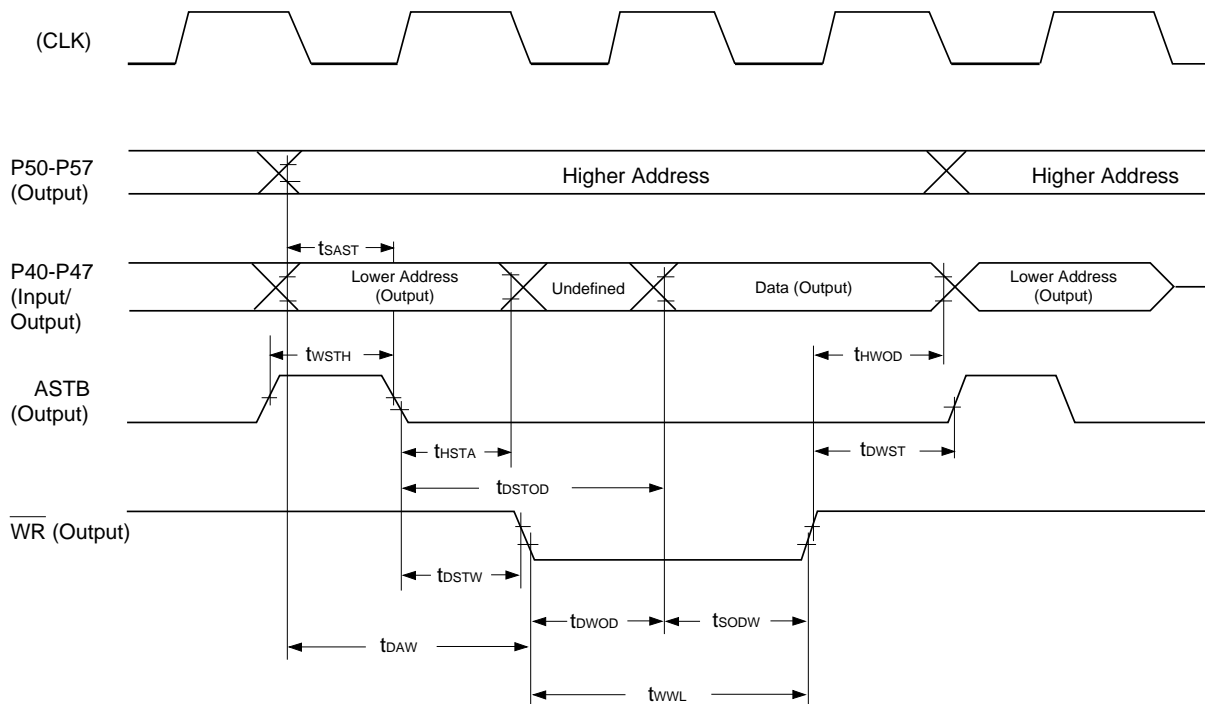 (CLK)
P50-P57
(Output)
Higher Address
Higher Address
tSAST
P40-P47
(Input/
Output)
Lower Address
(Output)
Undefined
Data (Output)
Lower Address
(Output)
tWSTH
tHWOD
ASTB
(Output)
tHSTA
tDWST
tDSTOD
WR (Output)
tDSTW
tDWOD
tSODW
tDAW
tWWL